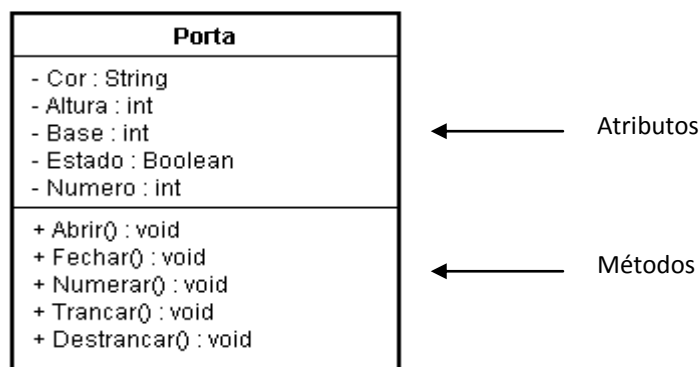 Porta
- Cor : String
- Altura : int
- Base : int
- Estado : Boolean
- Numero : int
Atributos
+ Abrir() : void
+ Fechar() : void
+ Numerar() : void
+ Trancar() : void
+ Destrancar() : void
Métodos